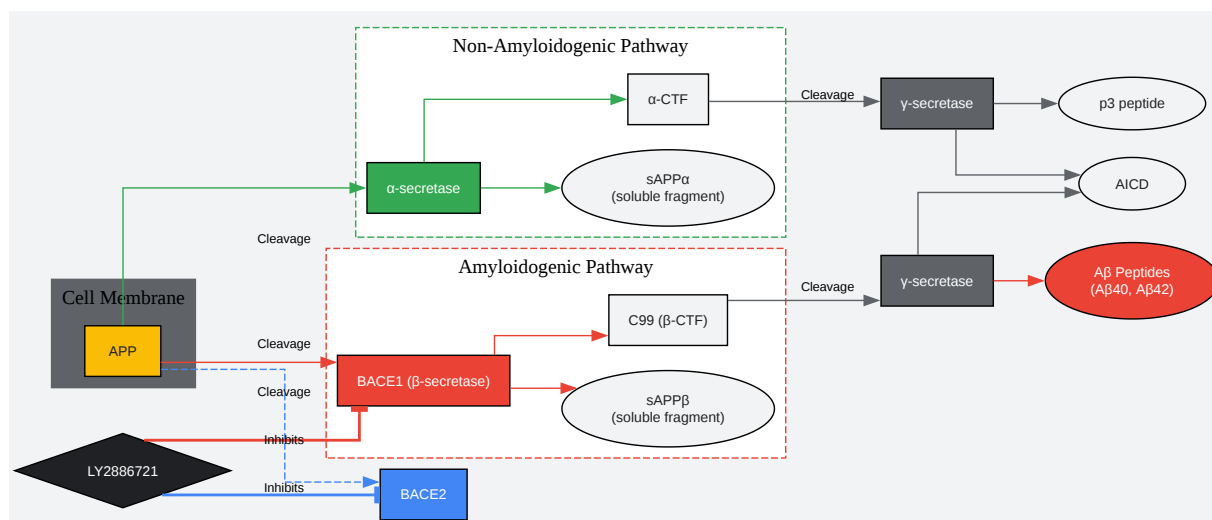 Non-Amyloidogenic Pathway
α-CTF
Cleavage
γ-secretase
p3 peptide
α-secretase
sAPPα
(soluble fragment)
AICD
Cleavage
Amyloidogenic Pathway
γ-secretase
Aβ Peptides
(Aβ40, Aβ42)
Cleavage
Cell Membrane
C99 (β-CTF)
APP
Cleavage
BACE1 (β-secretase)
Cleavage
sAPPβ
(soluble fragment)
Inhibits
LY2886721
Inhibits
BACE2